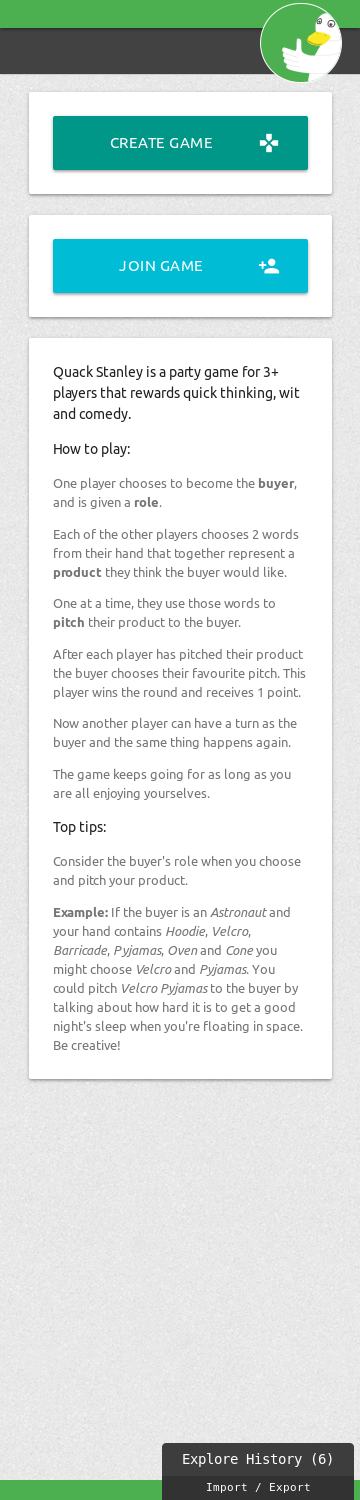 CREATE GAME
JOIN GAME
Quack Stanley is a party game for 3+
players that rewards quick thinking, wit
and comedy.
How to play:
One player chooses to become the buyer,
and is given a role.
Each of the other players chooses 2 words
from their hand that together represent a
product they think the buyer would like.
One at a time, they use those words to
pitch their product to the buyer.
After each player has pitched their product
the buyer chooses their favourite pitch. This
player wins the round and receives 1 point.
Now another player can have a turn as the
buyer and the same thing happens again.
The game keeps going for as long as you
are all enjoying yourselves.
Top tips:
Consider the buyer's role when you choose
and pitch your product.
Example: If the buyer is an Astronaut and
your hand contains Hoodie, Velcro,
Barricade, Pyjamas, Oven and Cone you
might choose Velcro and Pyjamas. You
could pitch Velcro Pyjamas to the buyer by
talking about how hard it is to get a good
night's sleep when you're floating in space.
Be creative!
Explore History (6)
Import / Export